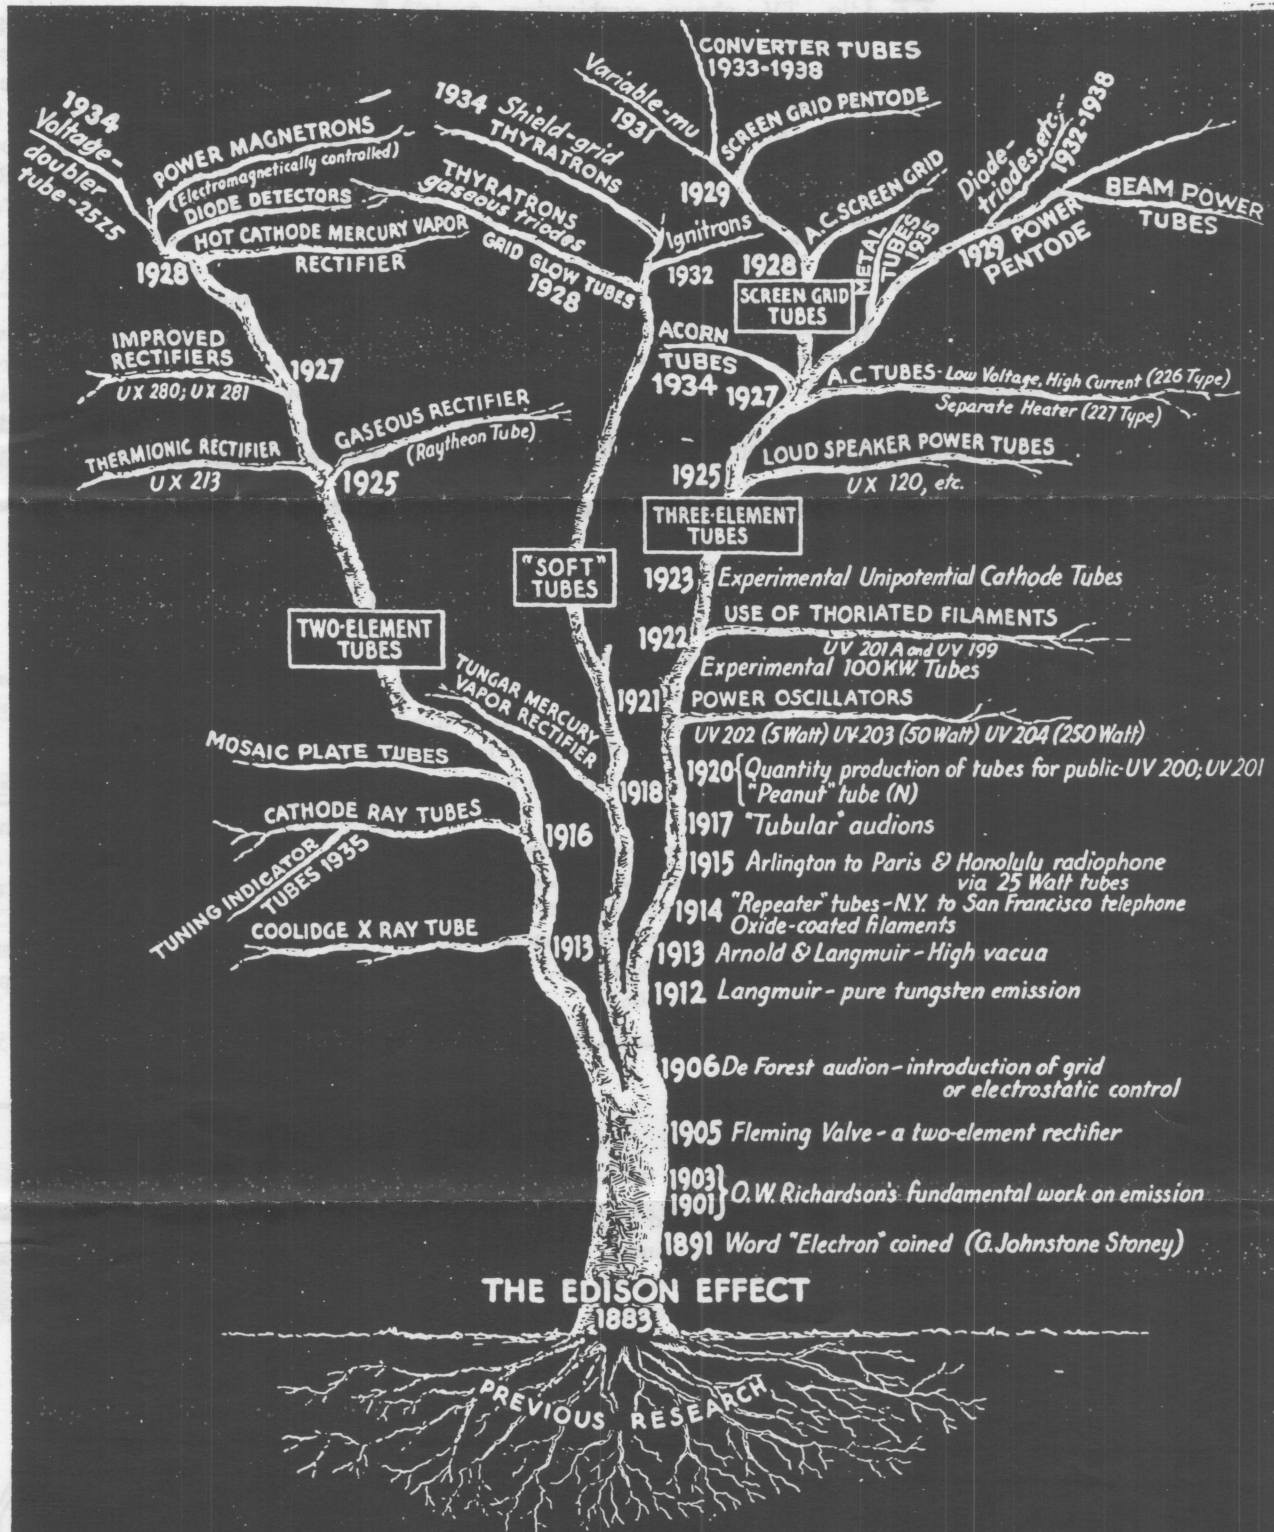 CONVERTER TUBES
1933-1938
Variable-mu
1931
SCREEN GRID PENTODE
1929
1934
Voltage-
doubler
tube-25Z5
POWER MAGNETRONS
(Electromagnetically controlled)
DIODE DETECTORS
HOT CATHODE MERCURY VAPOR
RECTIFIER
1928
1934 Shield-grid
THYRATRONS
THYRATRONS
gaseous triodes
GRID GLOW TUBES
1928
Ignitrons
1932
A.C. SCREEN GRID
1928
SCREEN GRID
TUBES
METAL
TUBES
1935
Diode-
triodes, etc.-
1932-1938
1929 POWER
PENTODE
BEAM POWER
TUBES
IMPROVED
RECTIFIERS
UX 280; UX 281
1927
ACORN
TUBES
1934
1927
A.C. TUBES - Low Voltage, High Current (226 Type)
Separate Heater (227 Type)
THERMIONIC RECTIFIER
UX 213
GASEOUS RECTIFIER
(Raytheon Tube)
1925
1925
LOUD SPEAKER POWER TUBES
UX 120, etc.
THREE-ELEMENT
TUBES
"SOFT"
TUBES
TWO-ELEMENT
TUBES
1923 Experimental Unipotential Cathode Tubes
USE OF THORIATED FILAMENTS
1922
UV 201A and UV 199
Experimental 100 K.W. Tubes
TUNGAR MERCURY
VAPOR RECTIFIER
1921 POWER OSCILLATORS
UV 202 (5 Watt) UV-203 (50 Watt) UV 204 (250 Watt)
MOSAIC PLATE TUBES
1918
1920 {Quantity production of tubes for public-UV 200; UV 201
"Peanut" tube (N)
CATHODE RAY TUBES
1916
TUNING INDICATOR
TUBES 1935
1917 "Tubular" audions
1915 Arlington to Paris & Honolulu radiophone
via 25 Watt tubes
1914 "Repeater" tubes-N.Y. to San Francisco telephone
Oxide-coated filaments
COOLIDGE X RAY TUBE
1913
1913 Arnold & Langmuir-High vacua
1912 Langmuir-pure tungsten emission
1906 De Forest audion-introduction of grid
or electrostatic control
1905 Fleming Valve-a two-element rectifier
1903
1901} O.W. Richardson's fundamental work on emission
1891 Word "Electron" coined (G. Johnstone Stoney)
THE EDISON EFFECT
1883
PREVIOUS RESEARCH